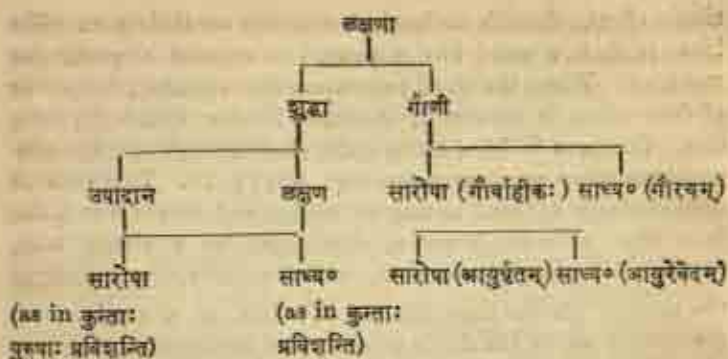 लक्षणा
शुद्धा गौणी
उपादान लक्षण सारोपा (गौर्वाहीकः) साध्य० (गौरयम्)
सारोपा साध्य० सारोपा (आयुर्घृतम्) साध्य० (आयुरेवेदम्)
(as in कुन्ताः (as in कुन्ताः
पुरुषाः प्रविशन्ति) प्रविशन्ति)